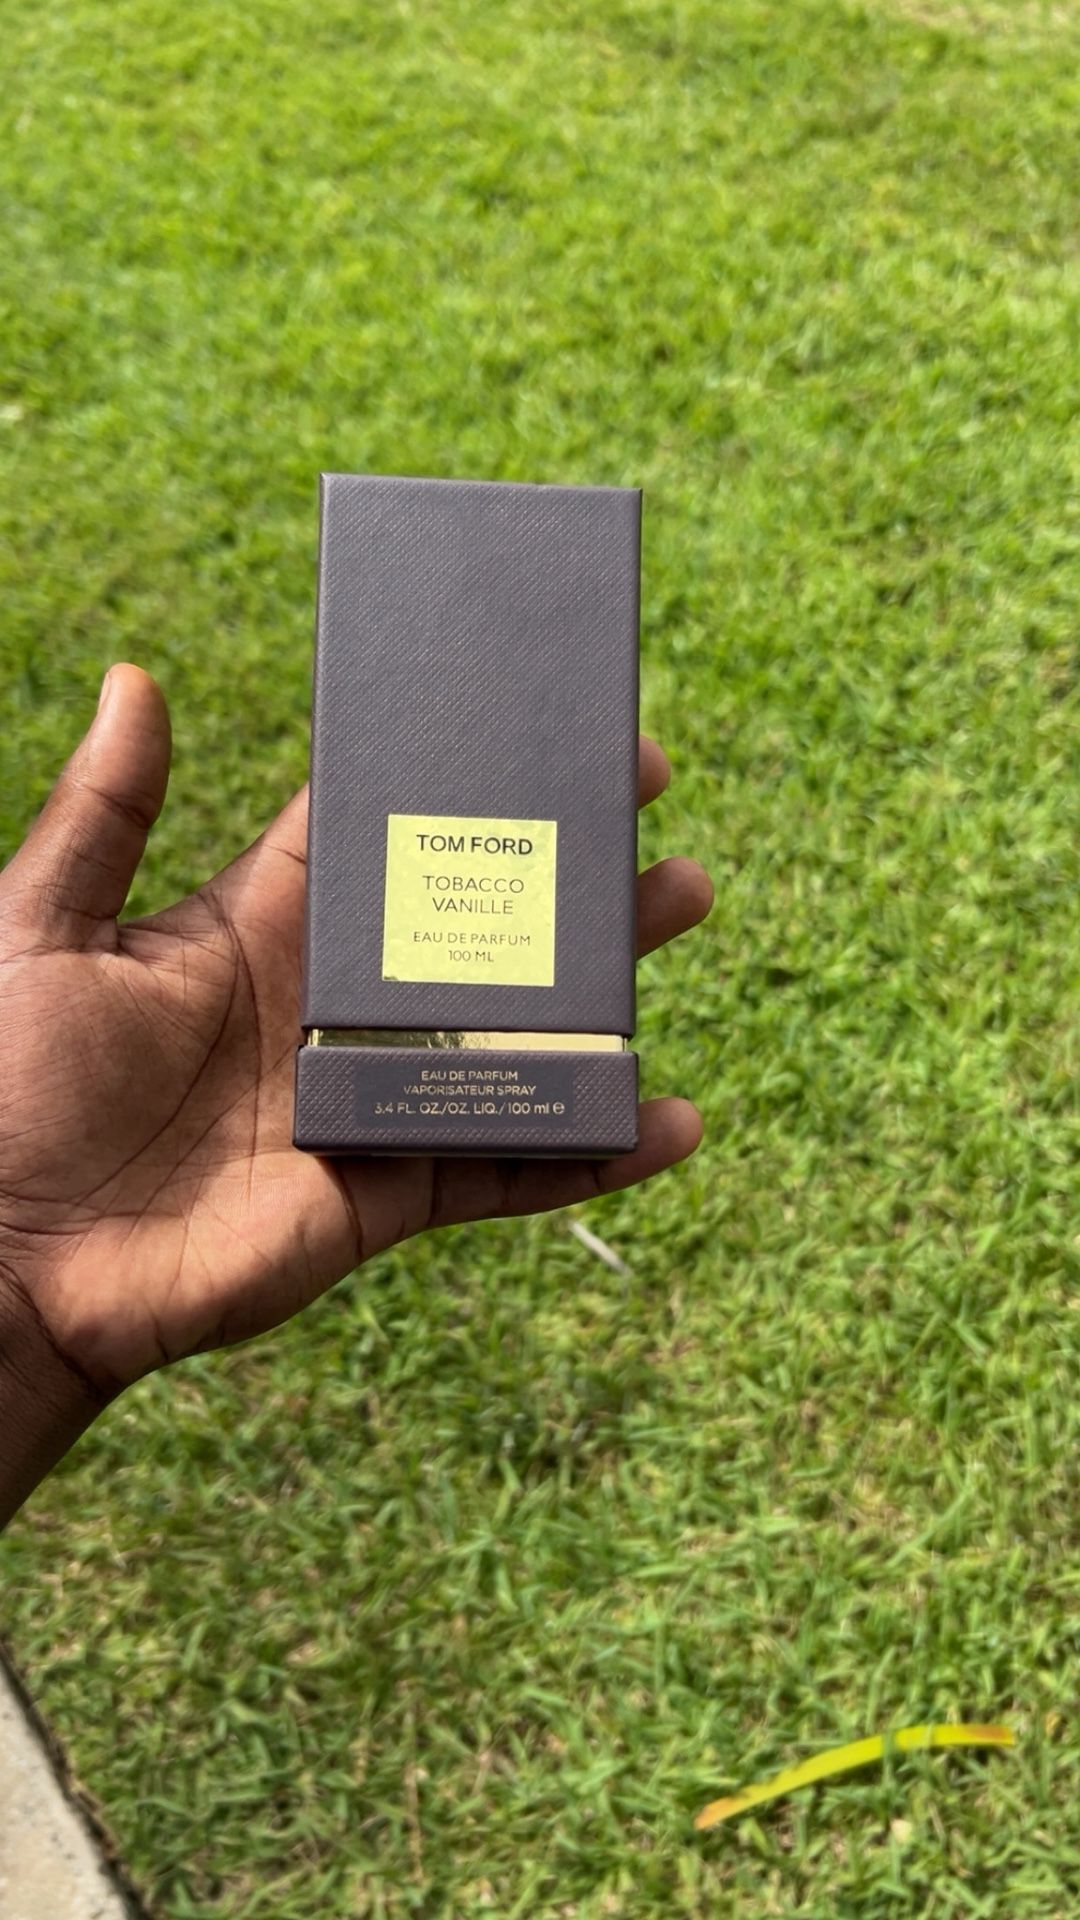 TOM FORD
TOBACCO
VANILLE
EAU DE PARFUM
100 ML
EAU DE PARFUM
VAPORISATEUR SPRAY
3.4 FL. OZ./OZ. LIQ./100 ml ℮